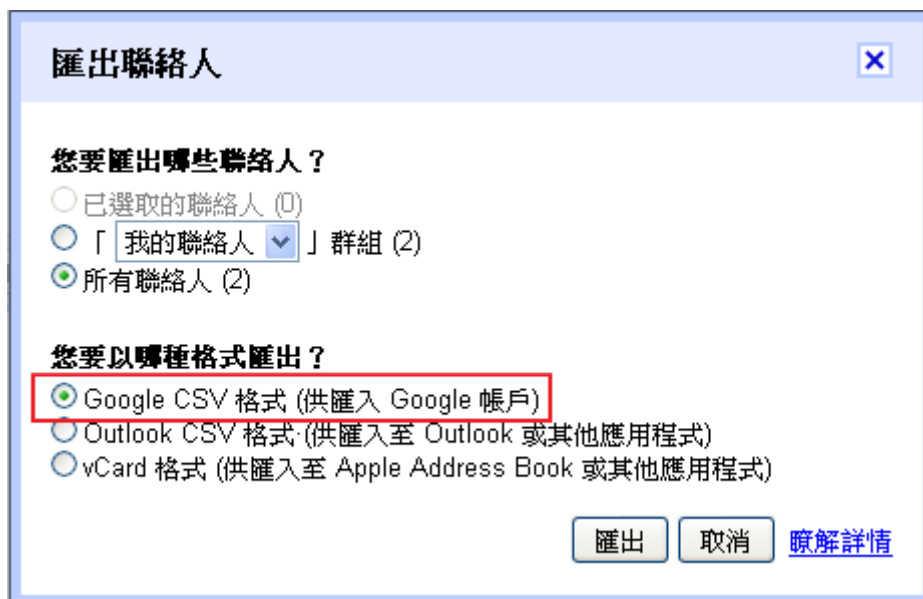 匯出聯絡人
您要匯出哪些聯絡人？
已選取的聯絡人 (0)
「 我的聯絡人 」群組 (2)
所有聯絡人 (2)
您要以哪種格式匯出？
Google CSV 格式 (供匯入 Google 帳戶)
Outlook CSV 格式 (供匯入至 Outlook 或其他應用程式)
vCard 格式 (供匯入至 Apple Address Book 或其他應用程式)
匯出 取消 瞭解詳情